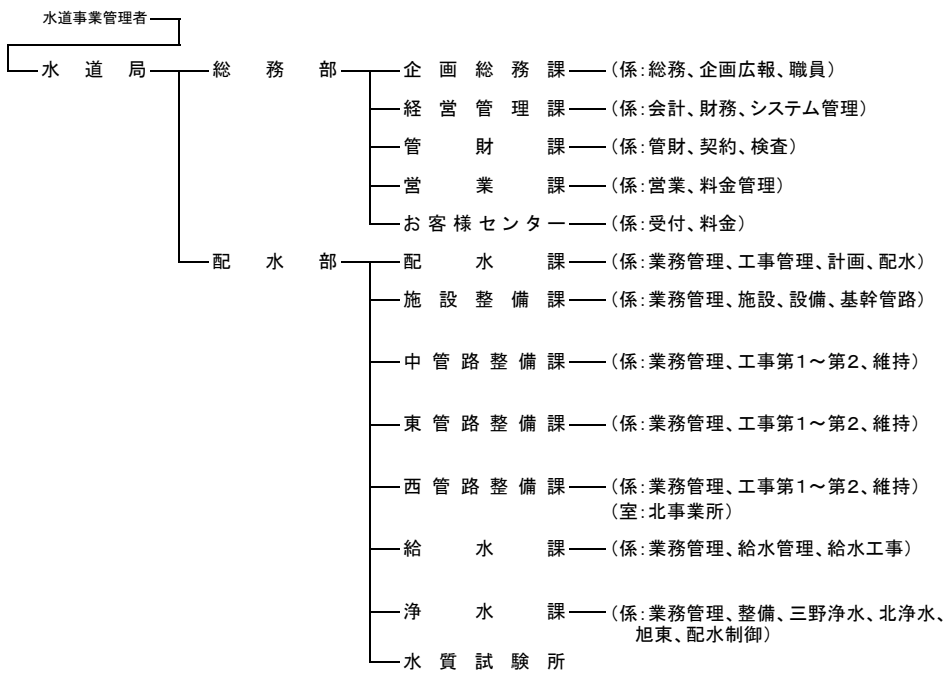 水道事業管理者
水道局 総務部 企画総務課 (係:総務、企画広報、職員)
経営管理課 (係:会計、財務、システム管理)
管財課 (係:管財、契約、検査)
営業課 (係:営業、料金管理)
お客様センター (係:受付、料金)
配水部 配水課 (係:業務管理、工事管理、計画、配水)
施設整備課 (係:業務管理、施設、設備、基幹管路)
中管路整備課 (係:業務管理、工事第1~第2、維持)
東管路整備課 (係:業務管理、工事第1~第2、維持)
西管路整備課 (係:業務管理、工事第1~第2、維持)
(室:北事業所)
給水課 (係:業務管理、給水管理、給水工事)
浄水課 (係:業務管理、整備、三野浄水、北浄水、
旭東、配水制御)
水質試験所